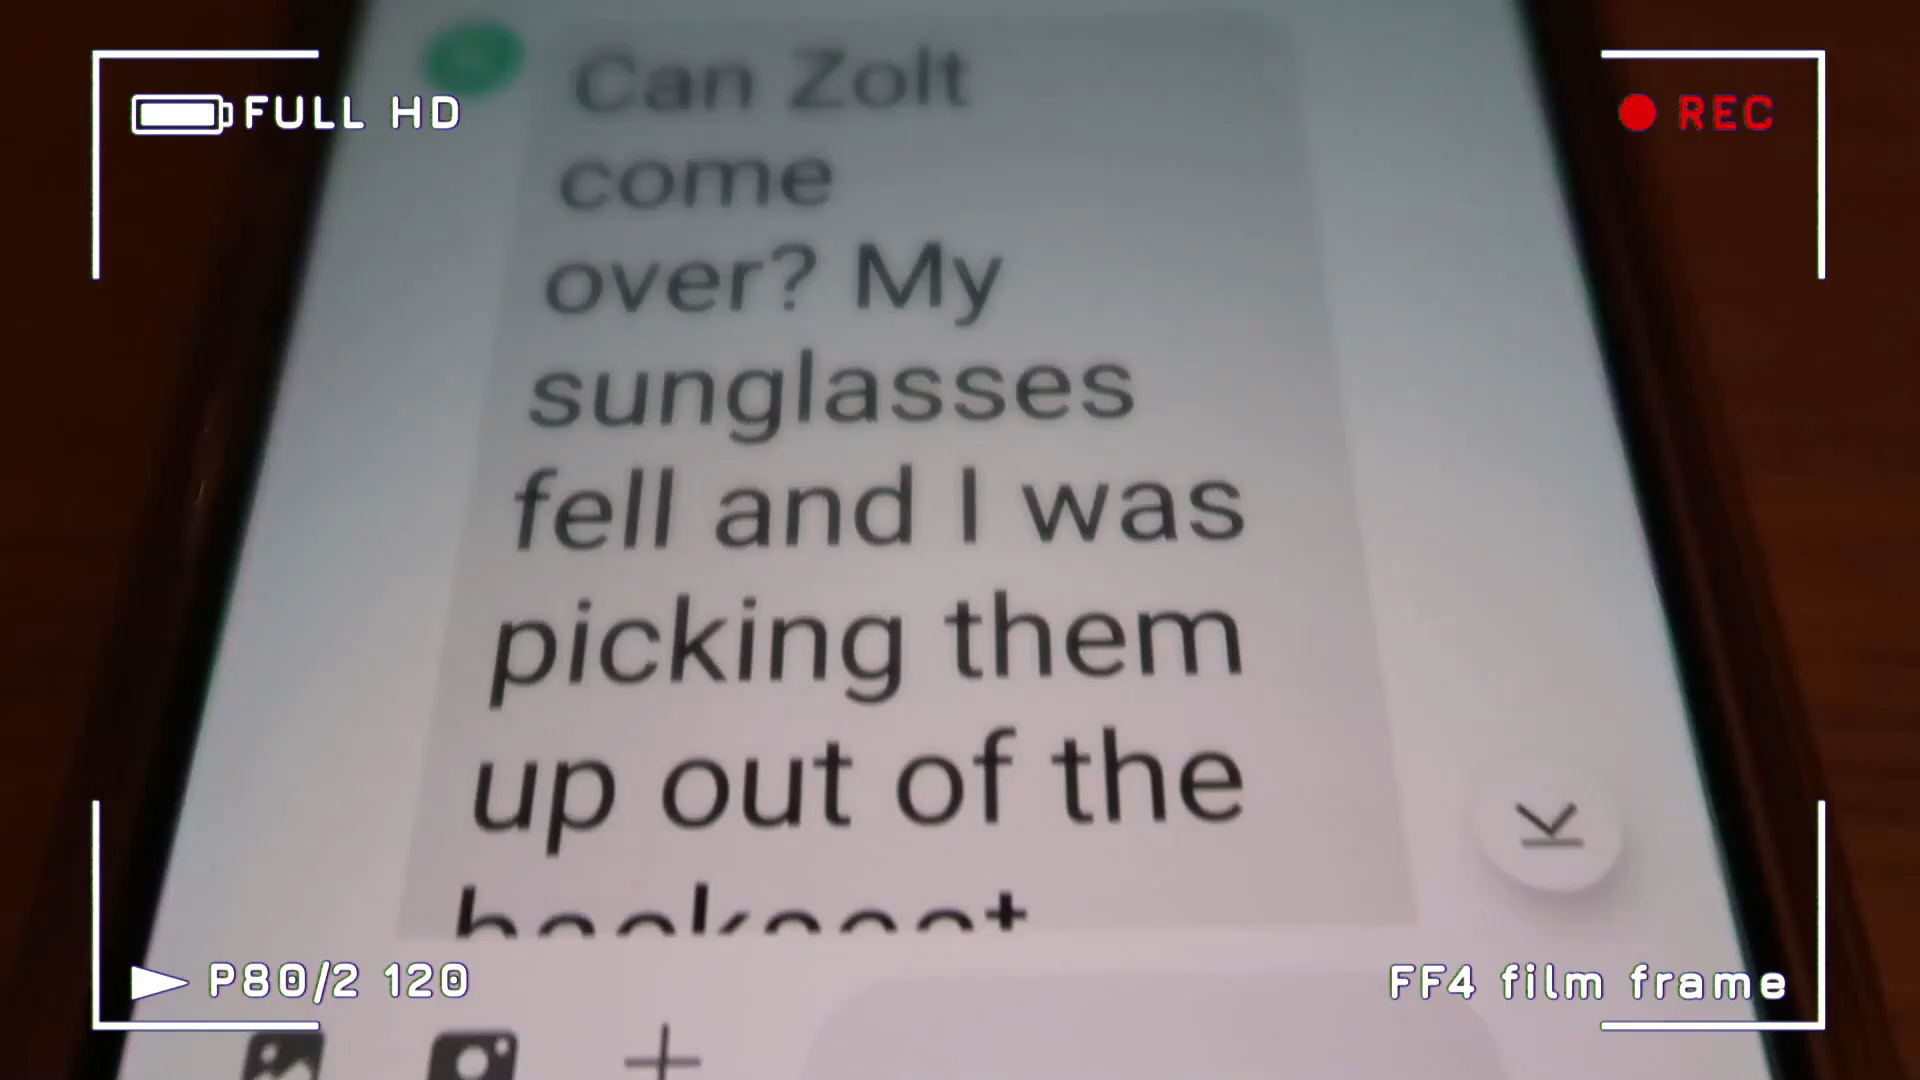 Can Zolt
FULL HD
REC
come
over? My
sunglasses
fell and I was
picking them
up out of the
P80/2 120
FF4 film frame